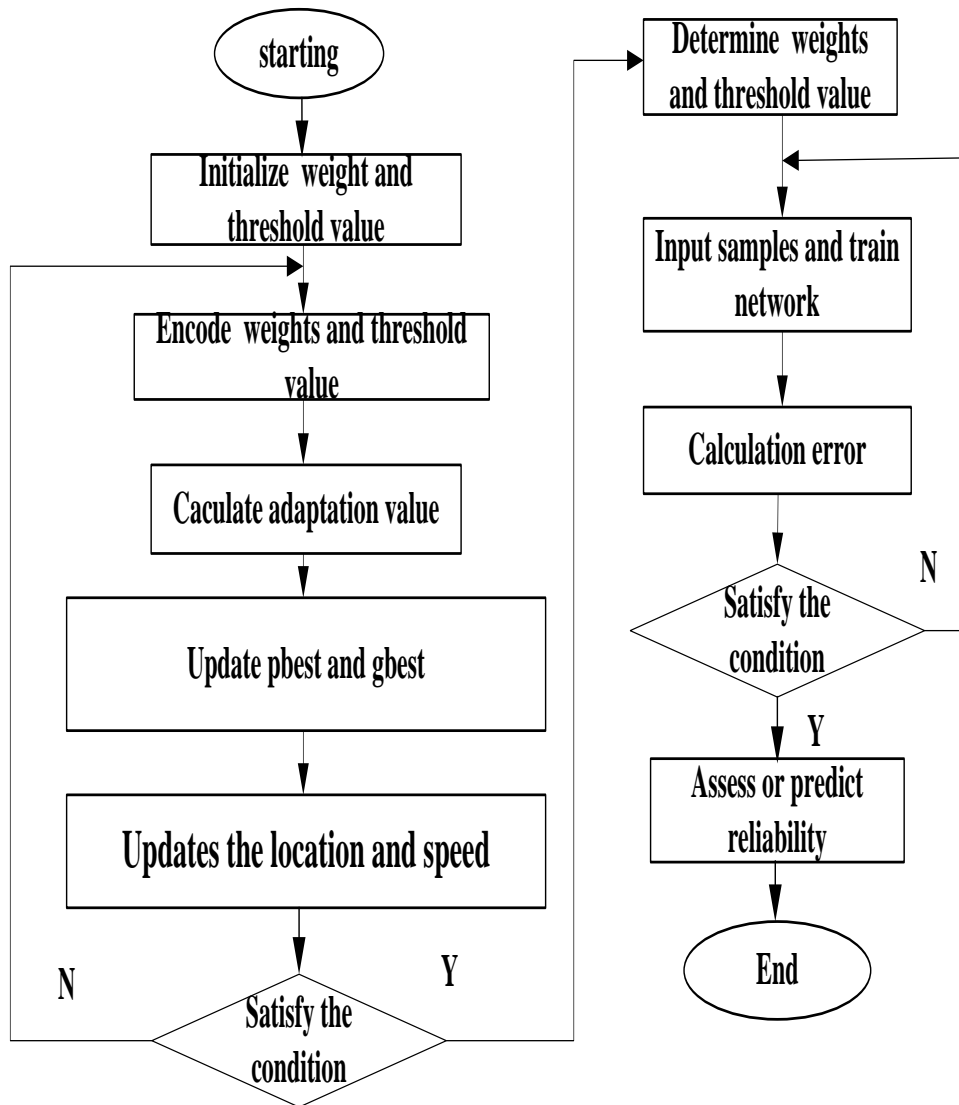 starting
Initialize weight and
threshold value
Encode weights and threshold
value
Caculate adaptation value
Update pbest and gbest
Updates the location and speed
N
Y
Satisfy the
condition
Determine weights
and threshold value
Input samples and train
network
Calculation error
N
Satisfy the
condition
Y
Assess or predict
reliability
End